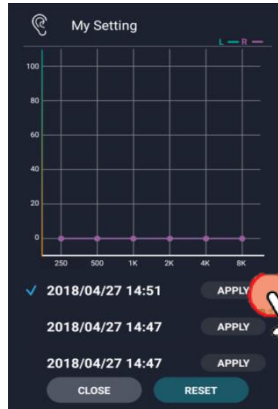 My Setting
L R
100
80
60
40
20
0
250 500 1K 2K 4K 8K
2018/04/27 14:51 APPLY
2018/04/27 14:47 APPLY
2018/04/27 14:47 APPLY
CLOSE RESET